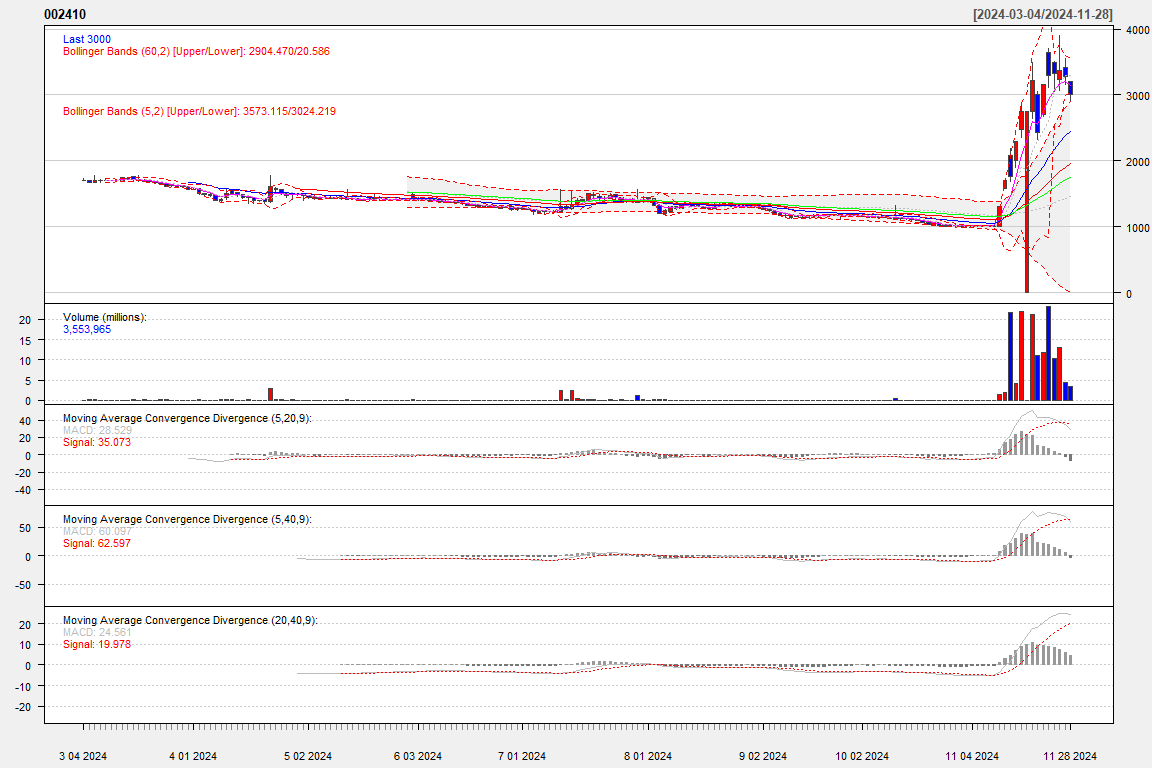 002410 [2024-03-04/2024-11-28]
Last 3000
Bollinger Bands (60,2) [Upper/Lower]: 2904.470/20.586
Bollinger Bands (5,2) [Upper/Lower]: 3573.115/3024.219
4000
3000
2000
1000
0
Volume (millions):
3,553,965
20
15
10
5
0
Moving Average Convergence Divergence (5,20,9):
MACD: 28.529
Signal: 35.073
40
20
0
-20
-40
Moving Average Convergence Divergence (5,40,9):
MACD: 60.097
Signal: 62.597
50
0
-50
Moving Average Convergence Divergence (20,40,9):
MACD: 24.561
Signal: 19.978
20
10
0
-10
-20
3 04 2024 4 01 2024 5 02 2024 6 03 2024 7 01 2024 8 01 2024 9 02 2024 10 02 2024 11 04 2024 11 28 2024